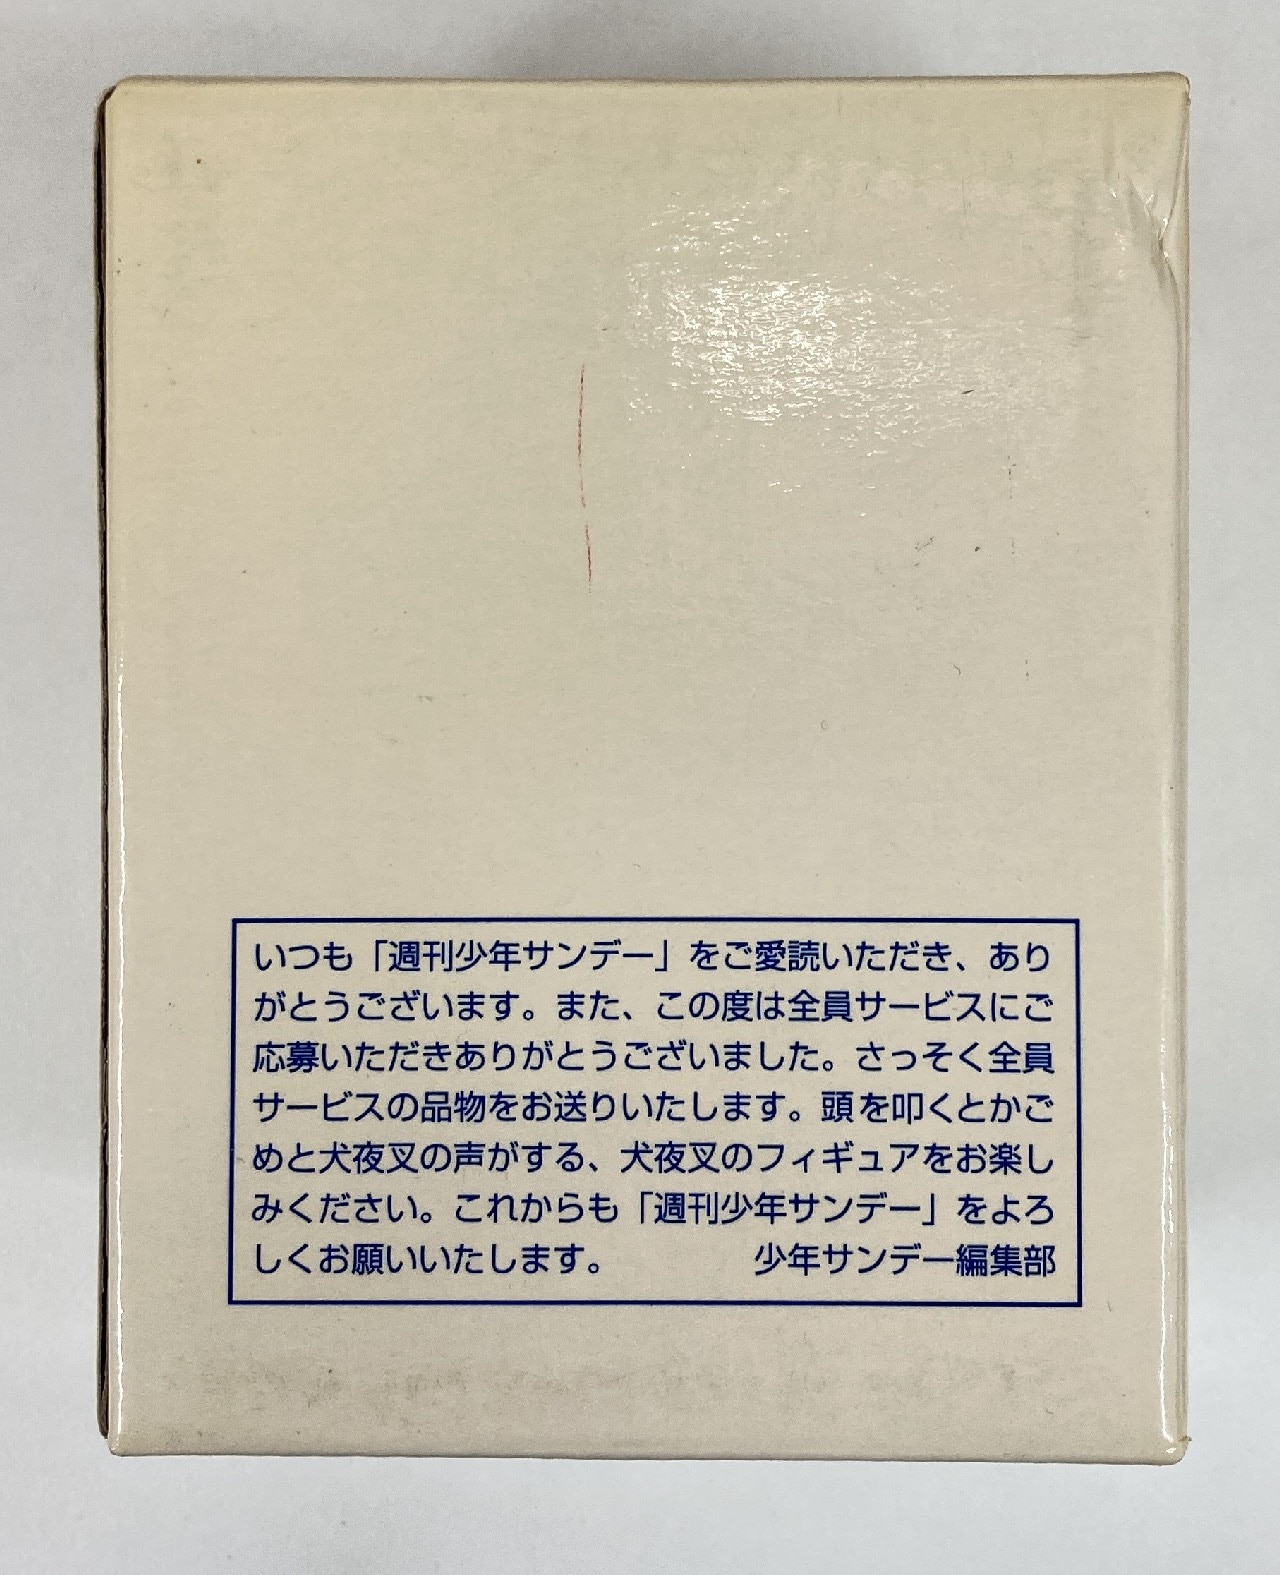 いつも「週刊少年サンデー」をご愛読いただき、あり
がとうございます。また、この度は全員サービスにご
応募いただきありがとうございました。さっそく全員
サービスの品物をお送りいたします。頭を叩くとかご
めと犬夜叉の声がする、犬夜叉のフィギュアをお楽し
みください。これからも「週刊少年サンデー」をよろ
しくお願いいたします。　　　　少年サンデー編集部